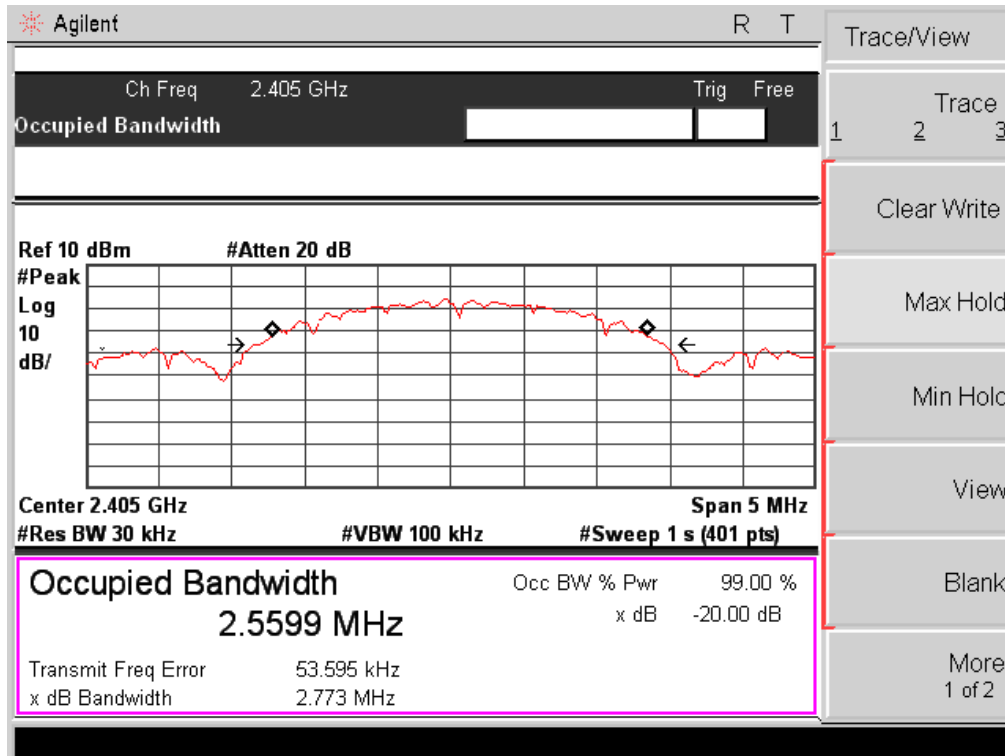 Agilent R T
Ch Freq 2.405 GHz Trig Free
Occupied Bandwidth
Ref 10 dBm #Atten 20 dB
#Peak
Log
10
dB/
Center 2.405 GHz Span 5 MHz
#Res BW 30 kHz #VBW 100 kHz #Sweep 1 s (401 pts)
Occupied Bandwidth
2.5599 MHz
Occ BW % Pwr 99.00 %
x dB -20.00 dB
Transmit Freq Error 53.595 kHz
x dB Bandwidth 2.773 MHz
Trace/View
Trace
1 2 3
Clear Write
Max Hold
Min Hold
View
Blank
More
1 of 2